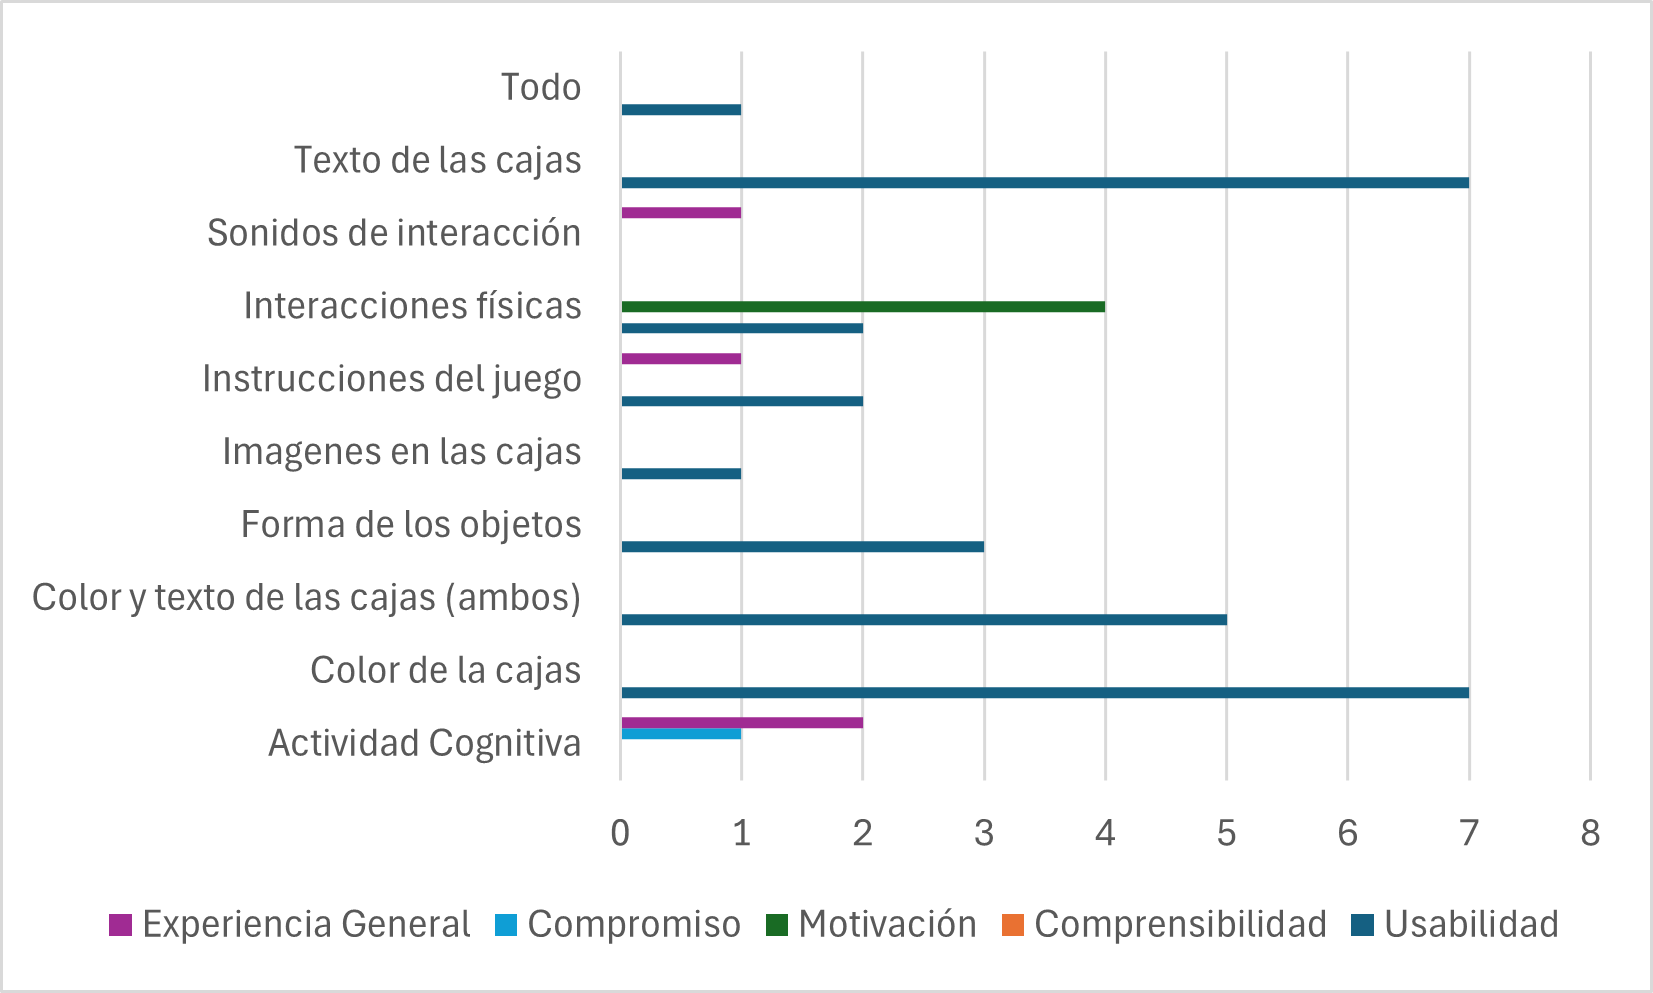 Todo
Texto de las cajas
Sonidos de interacción
Interacciones físicas
Instrucciones del juego
Imagenes en las cajas
Forma de los objetos
Color y texto de las cajas (ambos)
Color de la cajas
Actividad Cognitiva
0 1 2 3 4 5 6 7 8
Experiencia General Compromiso Motivación Comprensibilidad Usabilidad